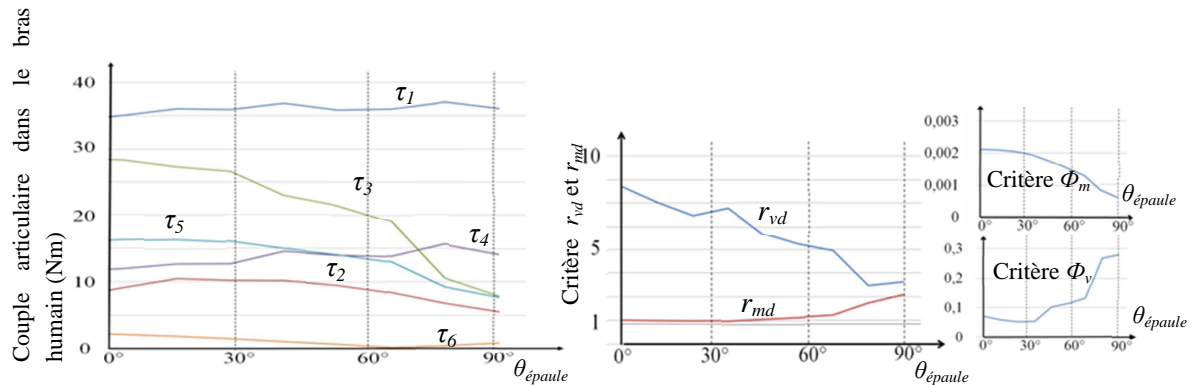 Couple articulaire dans le bras
humain (Nm)
40
30
20
10
0
τ1
τ3
τ5
τ4
τ2
τ6
0° 30° 60° 90°
θépaule
Critère rvd et rmd
10
5
1
rvd
rmd
0° 30° 60° 90°
θépaule
0,003
0,002
0,001
0
Critère Φm
θépaule
0° 30° 60° 90°
0,3
0,2
0,1
0
Critère Φv
θépaule
0° 30° 60° 90°